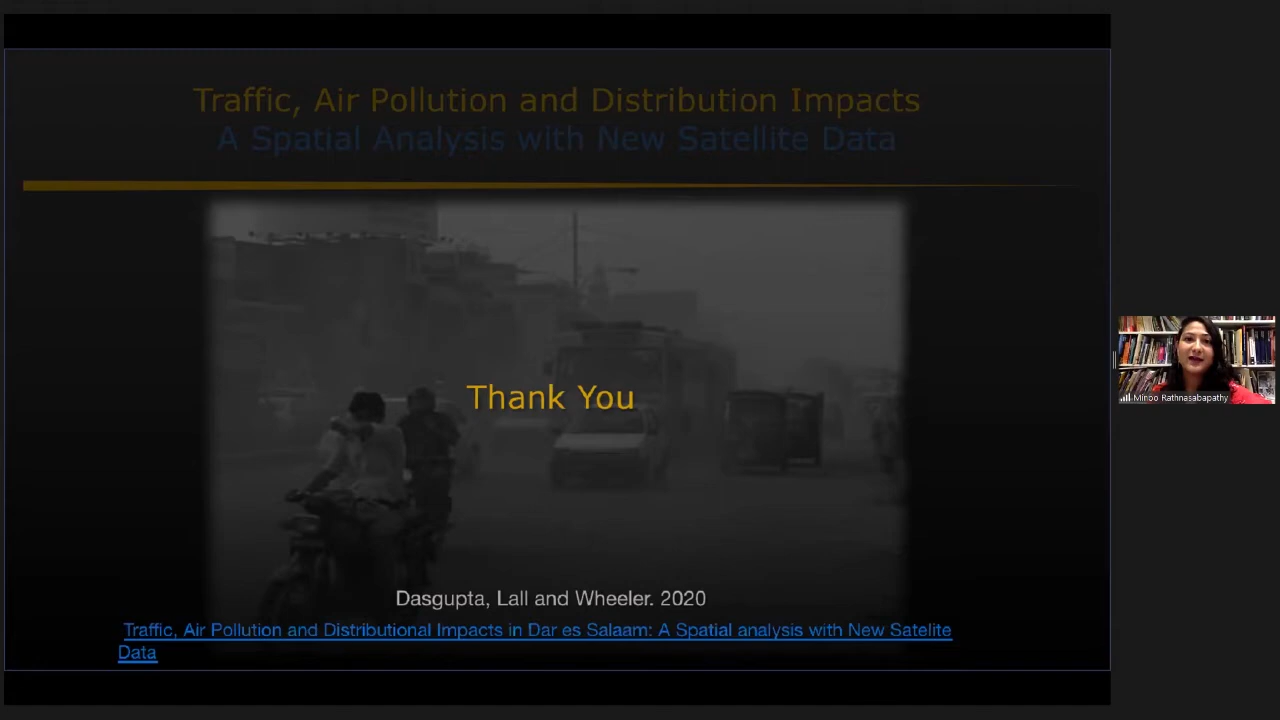 Traffic, Air Pollution and Distribution Impacts
A Spatial Analysis with New Satellite Data
Thank You
Minoo Rathnasabapathy
Dasgupta, Lall and Wheeler. 2020
Traffic, Air Pollution and Distributional Impacts in Dar es Salaam: A Spatial analysis with New Satelite
Data